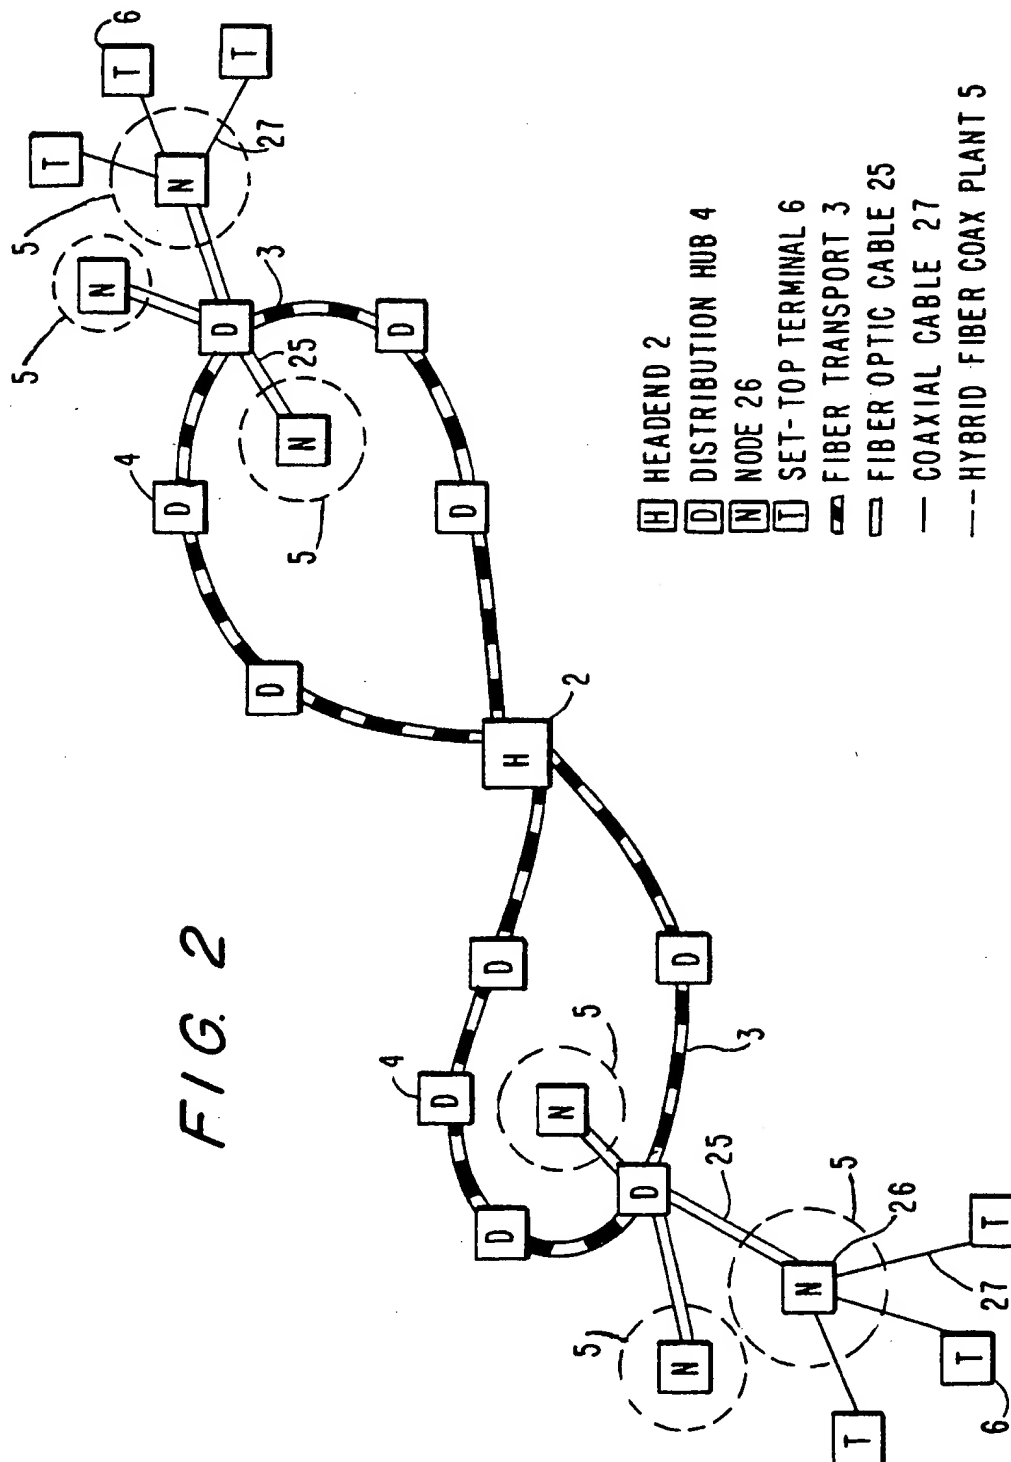 FIG. 2
5
5
6
T
T
N
4
D
N
D
T
27
3
D
25
N
5
4
D
D
D
D
D
H
2
N
5
5
D
D
N
25
3
N
5
T
26
T
T
27
6
H HEADEND 2
D DISTRIBUTION HUB 4
N NODE 26
T SET-TOP TERMINAL 6
FIBER TRANSPORT 3
FIBER OPTIC CABLE 25
COAXIAL CABLE 27
HYBRID FIBER COAX PLANT 5